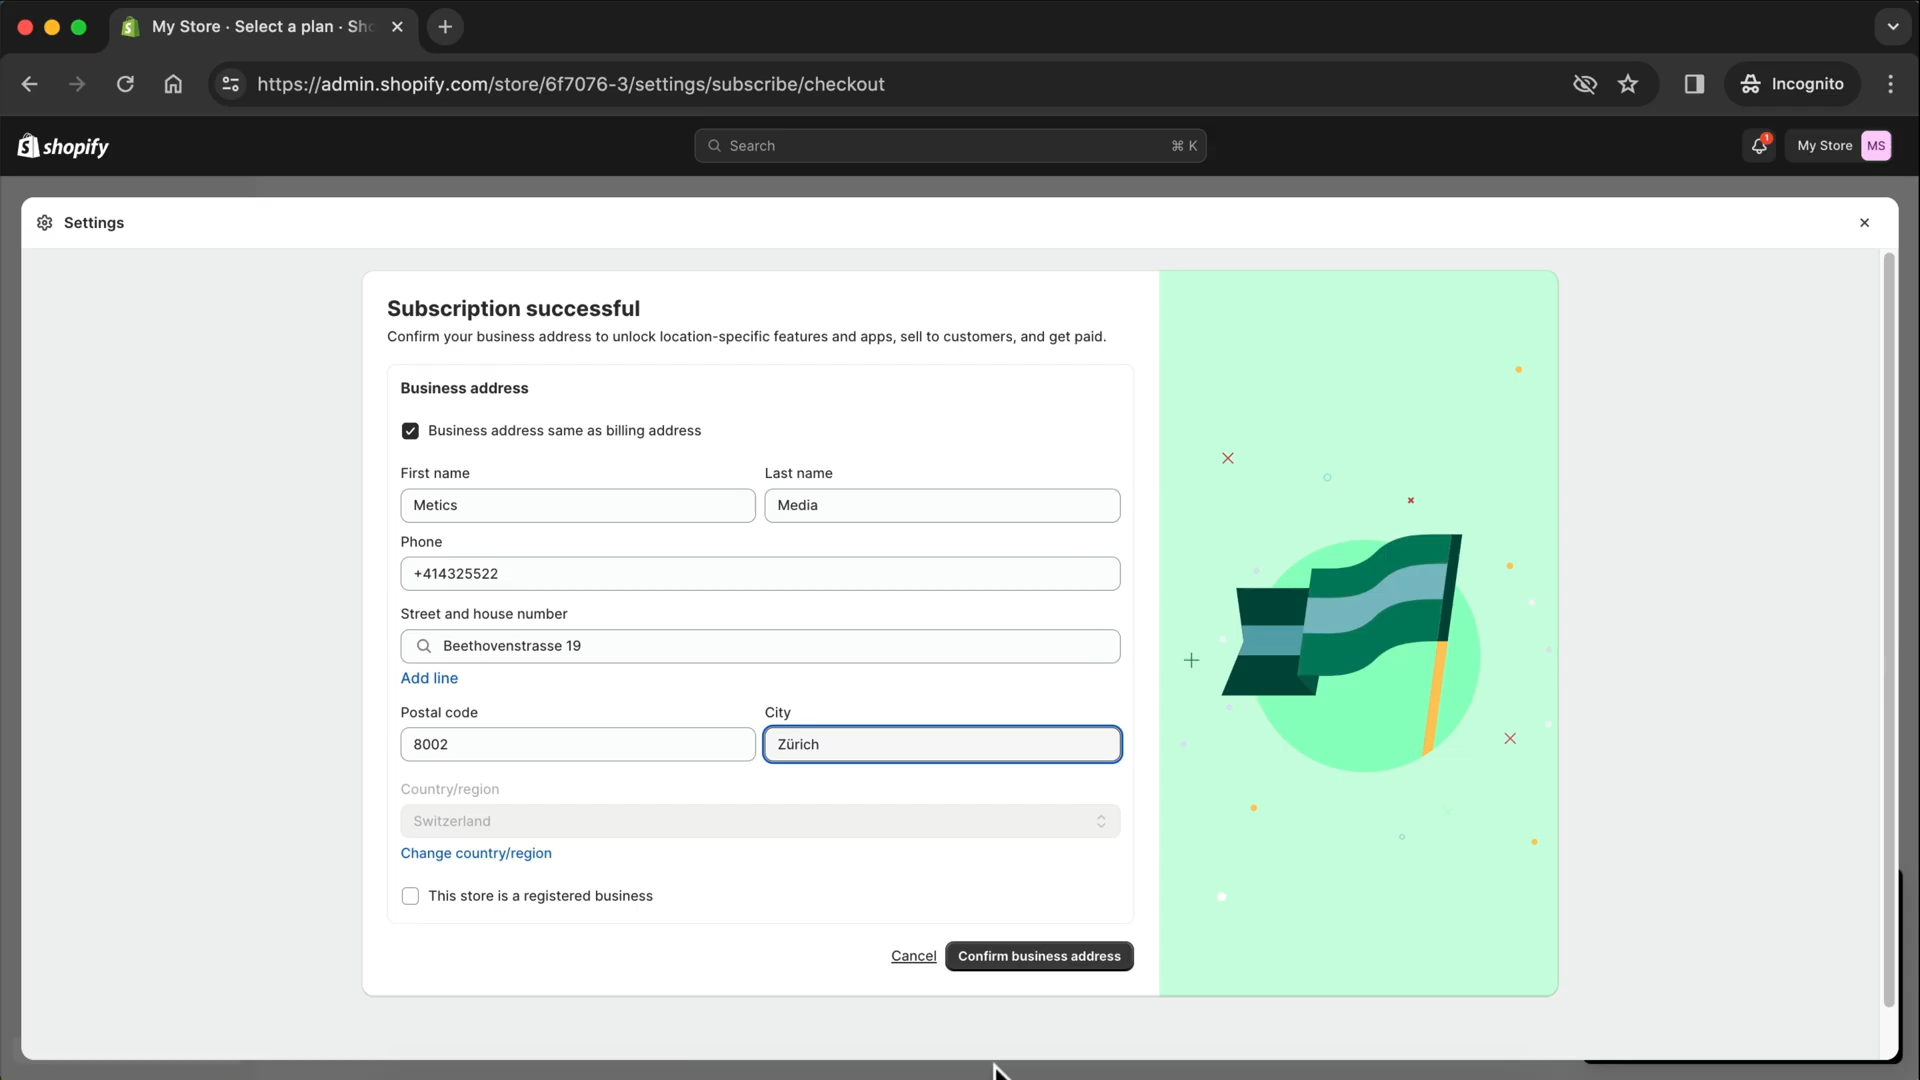 My Store · Select a plan · Sho
https://admin.shopify.com/store/6f7076-3/settings/subscribe/checkout
Incognito
shopify
Search
⌘ K
1
My Store
MS
Settings
Subscription successful
Confirm your business address to unlock location-specific features and apps, sell to customers, and get paid.
Business address
Business address same as billing address
First name
Last name
Metics
Media
Phone
+414325522
Street and house number
Beethovenstrasse 19
Add line
Postal code
City
8002
Zürich
Country/region
Switzerland
Change country/region
This store is a registered business
Cancel
Confirm business address